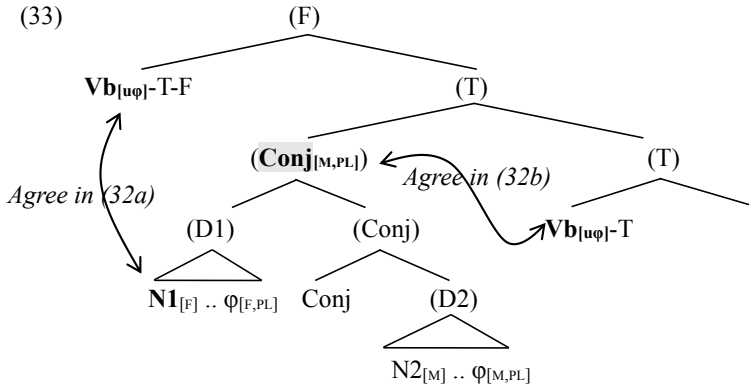 (33)
(F)
Vb[uφ]-T-F
(T)
(Conj[M,PL])
(T)
Agree in (32a)
Agree in (32b)
(D1)
(Conj)
Vb[uφ]-T
N1[F] .. φ[F,PL]
Conj
(D2)
N2[M] .. φ[M,PL]